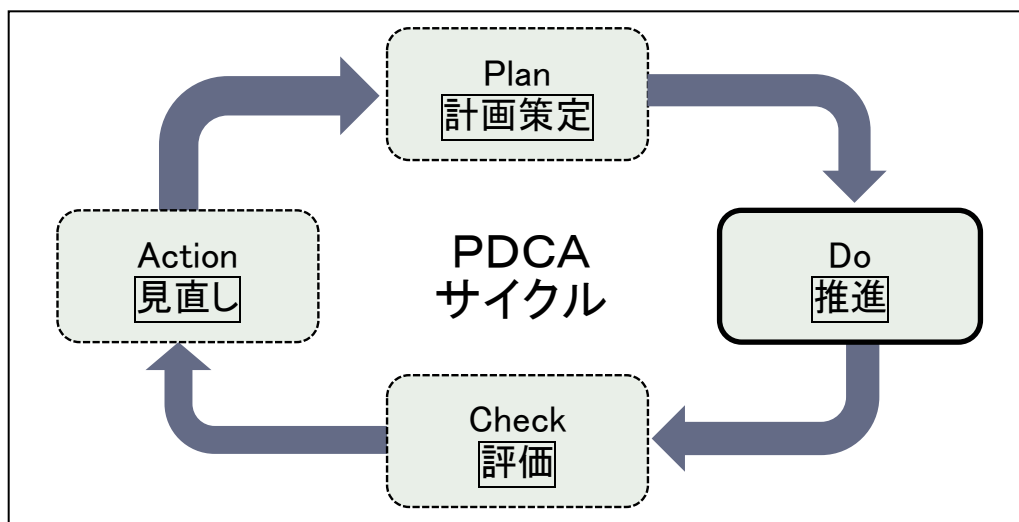 Plan
計画策定
Action
見直し
PDCA
サイクル
Do
推進
Check
評価